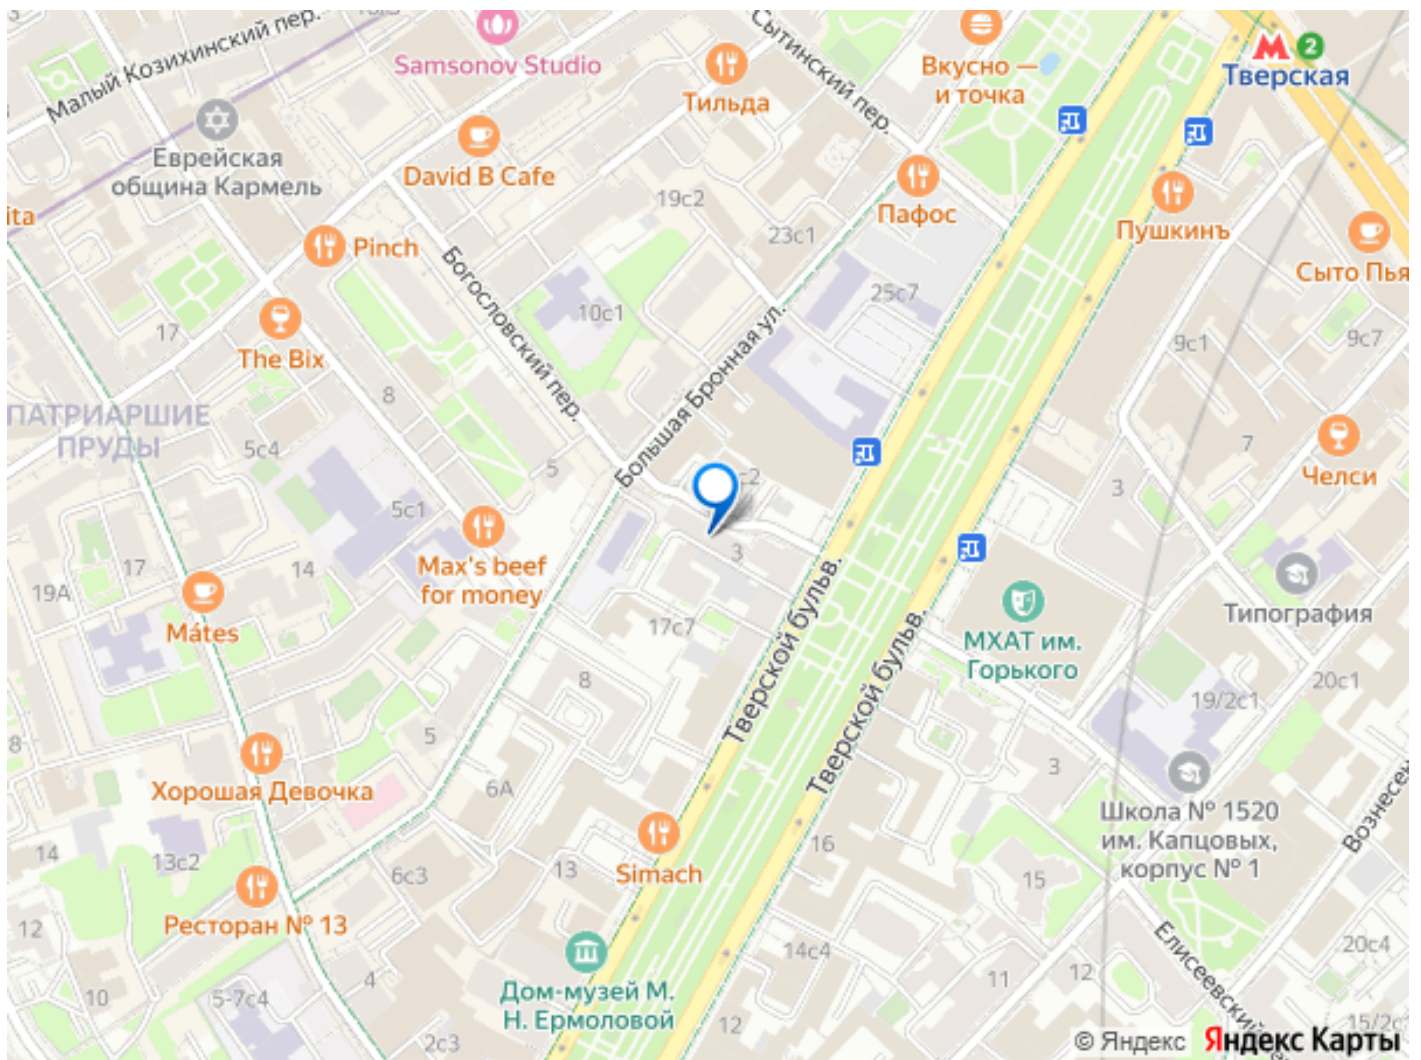 Малый Козихинский пер.
Samsonov Studio
Сытинский пер.
Вкусно —
и точка
2
Тверская
Тильда
Еврейская
община Кармель
David B Cafe
19с2
Пафос
Пушкинъ
ita
Pinch
23с1
Сыто Пья
Богословский пер.
10с1
25с7
17
The Bix
Большая Бронная ул.
9с1
9с7
8
ПАТРИАРШИЕ
ПРУДЫ
5с4
5
с2
7
Челси
3
5с1
Max's beef
for money
3
19А
17
14
Mátes
17с7
Тверской бульв.
Тверской бульв.
МХАТ им.
Горького
Типография
8
20с1
19/2с1
8
5
Хорошая Девочка
6А
3
Школа № 1520
им. Капцовых,
корпус № 1
Вознесен
14
13с2
6с3
13
Simach
16
15
Ресторан № 13
12
14с4
Елисеевский
20с4
10
5-7с4
4
Дом-музей М.
Н. Ермоловой
11
12
12
2с3
15/2с1
© Яндекс Яндекс Карты